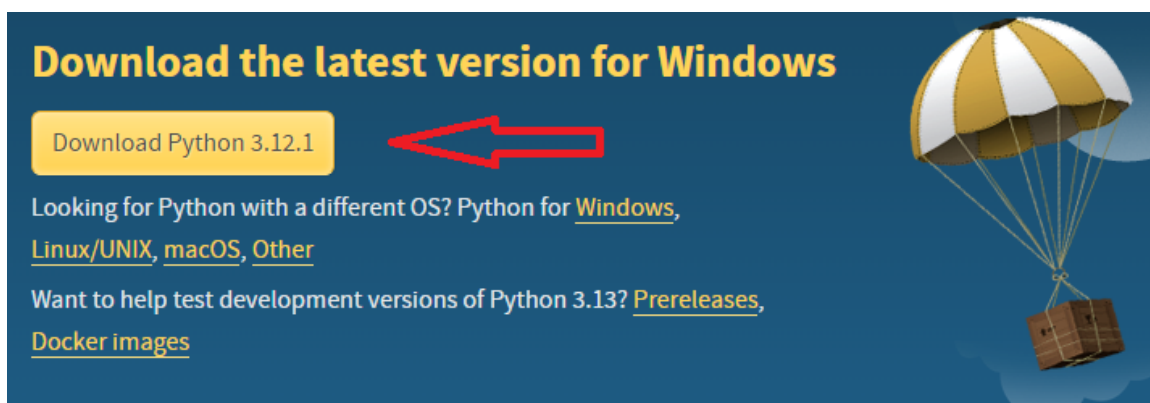 Download the latest version for Windows
Download Python 3.12.1
Looking for Python with a different OS? Python for Windows,
Linux/UNIX, macOS, Other
Want to help test development versions of Python 3.13? Prereleases,
Docker images